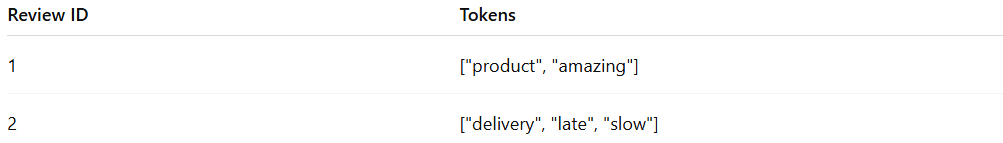 Review ID Tokens
1 ["product", "amazing"]
2 ["delivery", "late", "slow"]